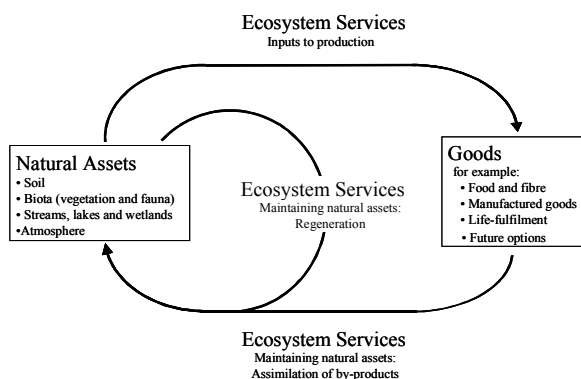 Ecosystem Services
Inputs to production
Natural Assets
• Soil
• Biota (vegetation and fauna)
• Streams, lakes and wetlands
•Atmosphere
Ecosystem Services
Maintaining natural assets:
Regeneration
Goods
for example:
• Food and fibre
• Manufactured goods
• Life-fulfilment
• Future options
Ecosystem Services
Maintaining natural assets:
Assimilation of by-products